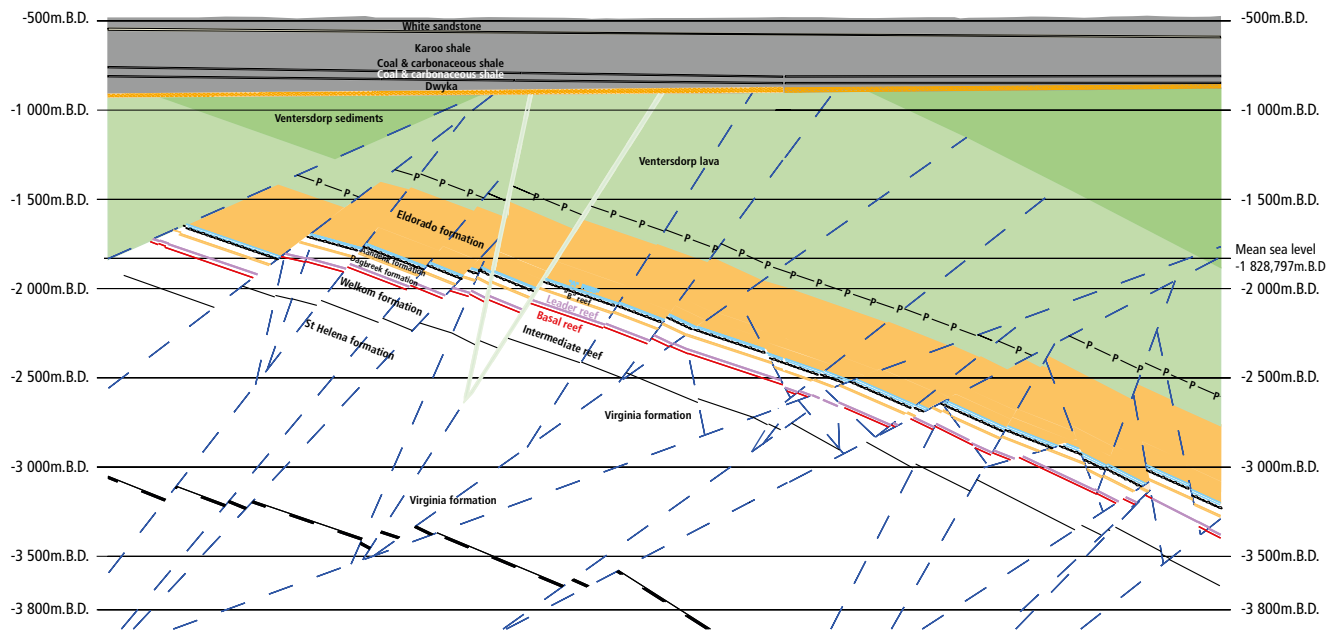 -500m.B.D.
-500m.B.D.
White sandstone
Karoo shale
Coal & carbonaceous shale
Coal & carbonaceous shale
Dwyka
-1 000m.B.D.
-1 000m.B.D.
Ventersdorp sediments
Ventersdorp lava
P P P P P P P P P P P P P P P P P P P P P P P P P
-1 500m.B.D.
-1 500m.B.D.
Eldorado formation
Mean sea level
-1 828,797m.B.D
Aandenk formation
Dagbreek formation
-2 000m.B.D.
-2 000m.B.D.
Welkom formation
"B" reef
Leader reef
Basal reef
Intermediate reef
St Helena formation
-2 500m.B.D.
-2 500m.B.D.
Virginia formation
-3 000m.B.D.
-3 000m.B.D.
Virginia formation
-3 500m.B.D.
-3 500m.B.D.
-3 800m.B.D.
-3 800m.B.D.